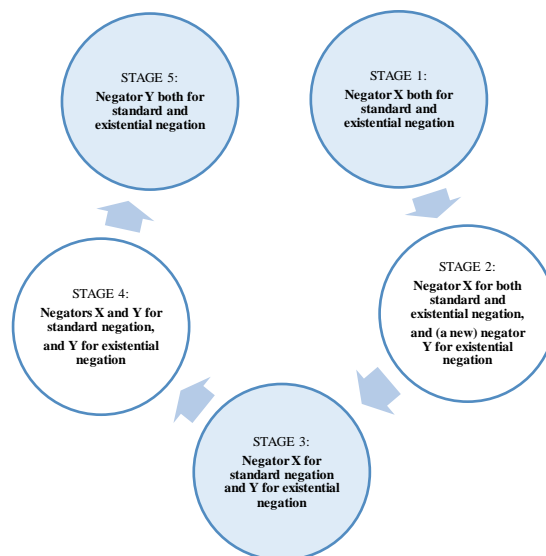 STAGE 1:
Negator X both for
standard and
existential negation
STAGE 2:
Negator X for both
standard and
existential negation,
and (a new) negator
Y for existential
negation
STAGE 3:
Negator X for
standard negation
and Y for existential
negation
STAGE 4:
Negators X and Y for
standard negation,
and Y for existential
negation
STAGE 5:
Negator Y both for
standard and
existential negation